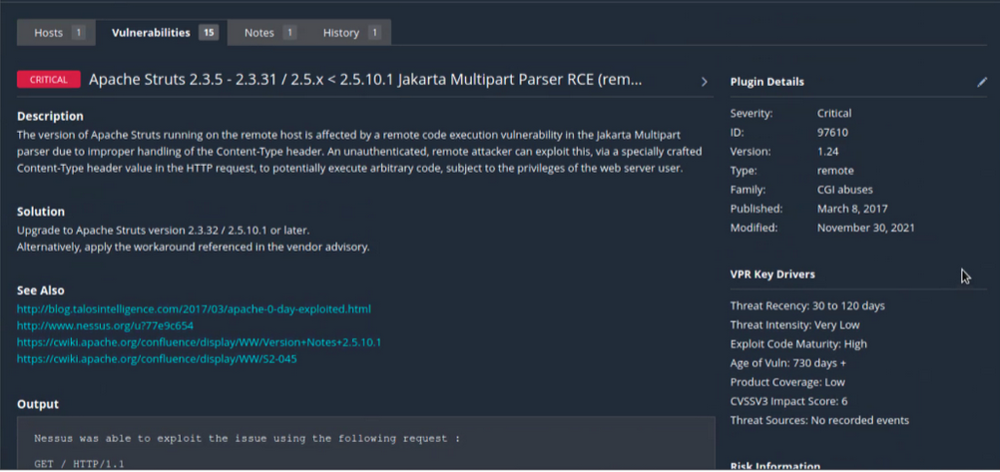 Hosts 1 Vulnerabilities 15 Notes 1 History 1
CRITICAL Apache Struts 2.3.5 - 2.3.31 / 2.5.x < 2.5.10.1 Jakarta Multipart Parser RCE (rem...
Description
The version of Apache Struts running on the remote host is affected by a remote code execution vulnerability in the Jakarta Multipart
parser due to improper handling of the Content-Type header. An unauthenticated, remote attacker can exploit this, via a specially crafted
Content-Type header value in the HTTP request, to potentially execute arbitrary code, subject to the privileges of the web server user.
Solution
Upgrade to Apache Struts version 2.3.32 / 2.5.10.1 or later.
Alternatively, apply the workaround referenced in the vendor advisory.
See Also
http://blog.talosintelligence.com/2017/03/apache-0-day-exploited.html
http://www.nessus.org/u?77e9c654
https://cwiki.apache.org/confluence/display/WW/Version+Notes+2.5.10.1
https://cwiki.apache.org/confluence/display/WW/S2-045
Output
Nessus was able to exploit the issue using the following request :
GET / HTTP/1.1
Plugin Details
Severity: Critical
ID: 97610
Version: 1.24
Type: remote
Family: CGI abuses
Published: March 8, 2017
Modified: November 30, 2021
VPR Key Drivers
Threat Recency: 30 to 120 days
Threat Intensity: Very Low
Exploit Code Maturity: High
Age of Vuln: 730 days +
Product Coverage: Low
CVSSV3 Impact Score: 6
Threat Sources: No recorded events
Risk Information